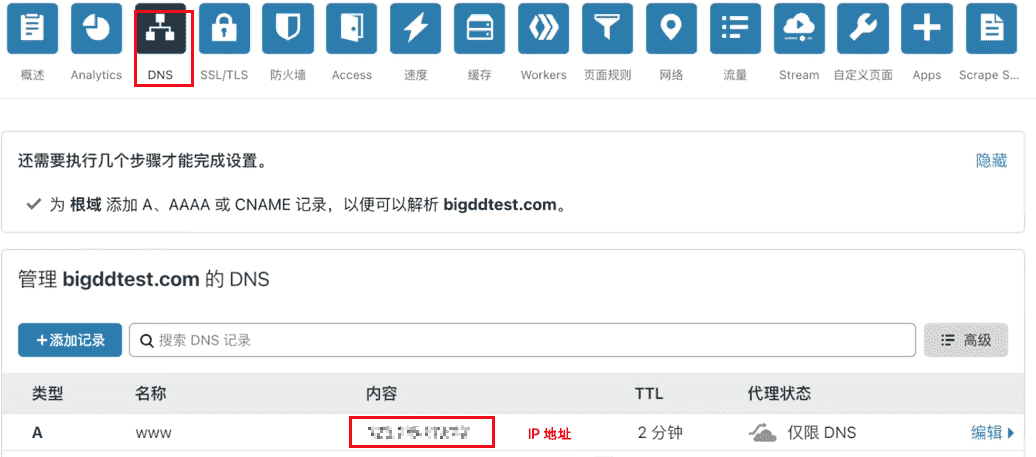 概述 Analytics DNS SSL/TLS 防火墙 Access 速度 缓存 Workers 页面规则 网络 流量 Stream 自定义页面 Apps Scrape S...
还需要执行几个步骤才能完成设置。 隐藏
为 根域 添加 A、AAAA 或 CNAME 记录，以便可以解析 bigddtest.com。
管理 bigddtest.com 的 DNS
+添加记录 搜索 DNS 记录 高级
类型 名称 内容 TTL 代理状态
A www IP 地址 2 分钟 仅限 DNS 编辑